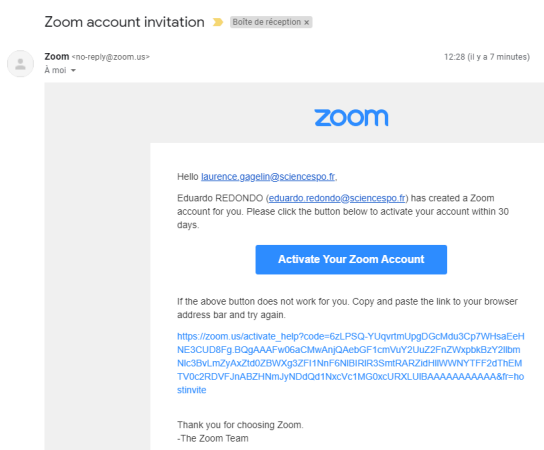 Zoom account invitation Boîte de réception x
Zoom <no-reply@zoom.us> 12:28 (il y a 7 minutes)
À moi
zoom
Hello laurence.gagelin@sciencespo.fr,
Eduardo REDONDO (eduardo.redondo@sciencespo.fr) has created a Zoom
account for you. Please click the button below to activate your account within 30
days.
Activate Your Zoom Account
If the above button does not work for you. Copy and paste the link to your browser
address bar and try again.
https://zoom.us/activate_help?code=6zLPSQ-YUqvrtmUpgDGcMdu3Cp7WHsaEeH
NE3CUD8Fg.BQgAAAFw06aCMwAnjQAebGF1cmVuY2UuZ2FnZWxpbkBzY2llbm
Nlc3BvLmZyAxZtd0ZBWXg3ZFI1NnF6NlBIRlR3SmtRARZidHllWWNYTFF2dThEM
TV0c2RDVFJnABZHNmJyNDdQd1NxcVc1MG0xcURXLUlBAAAAAAAAAAA&fr=ho
stinvite
Thank you for choosing Zoom.
-The Zoom Team